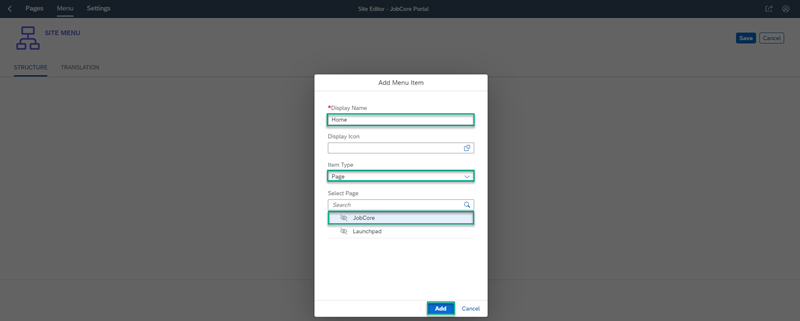 Pages Menu Settings Site Editor - JobCore Portal
SITE MENU
Save Cancel
STRUCTURE TRANSLATION
Add Menu Item
*Display Name
Home
Display Icon
Item Type
Page
Select Page
Search
JobCore
Launchpad
Add Cancel